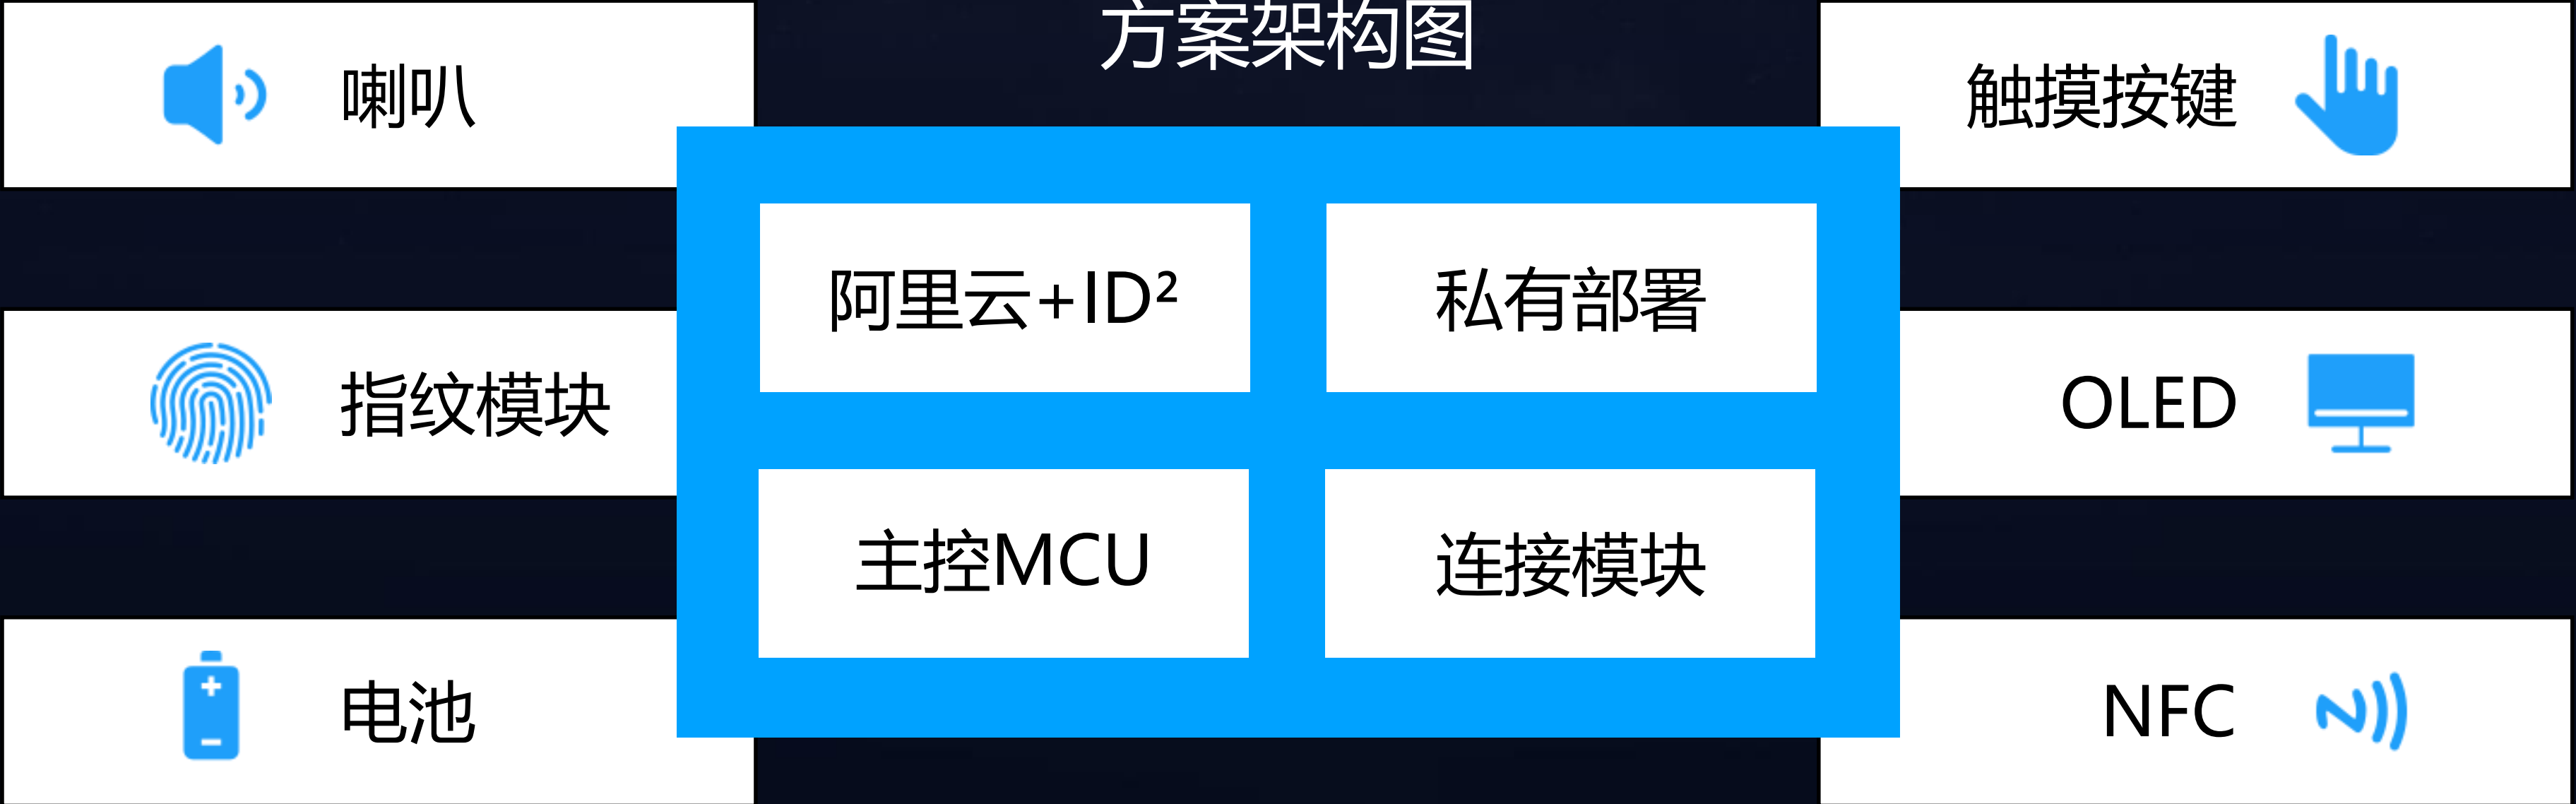 方案架构图
喇叭
触摸按键
阿里云+ID²
私有部署
指纹模块
OLED
主控MCU
连接模块
电池
NFC